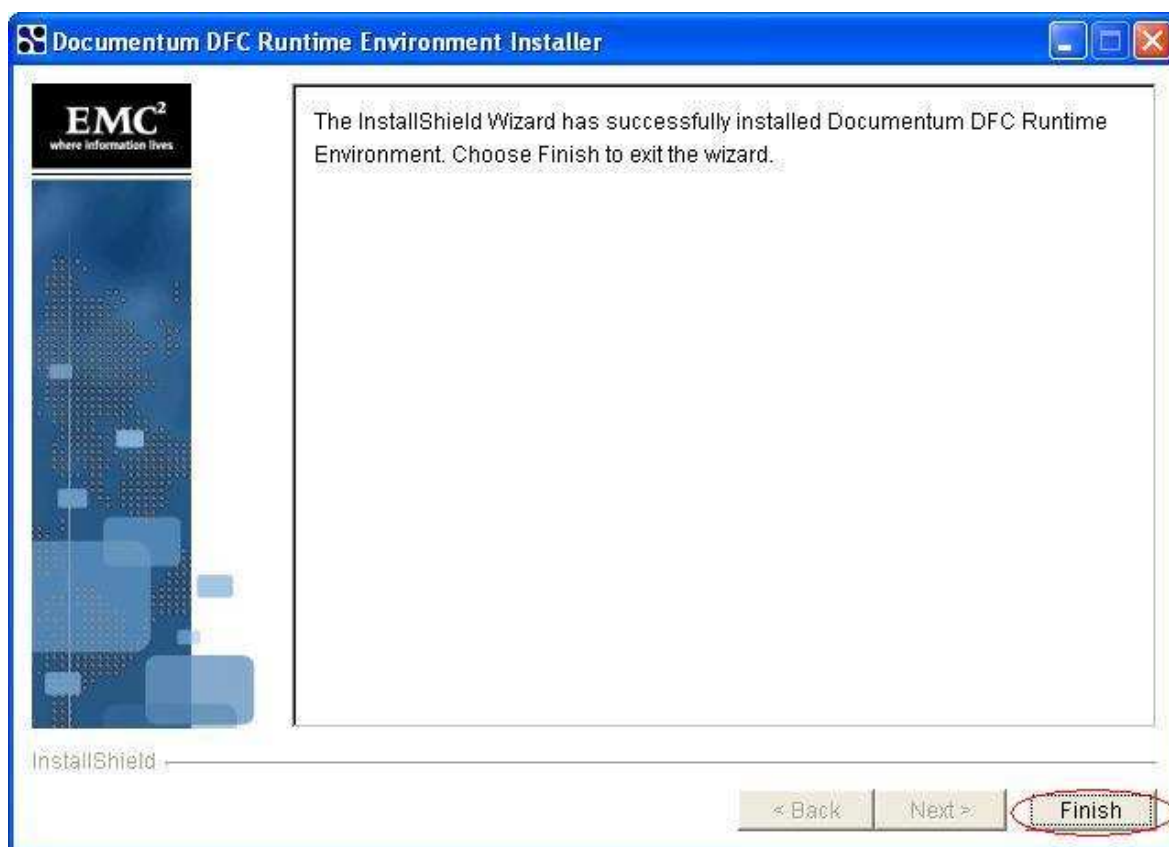 Documentum DFC Runtime Environment Installer
EMC²
where information lives
The InstallShield Wizard has successfully installed Documentum DFC Runtime
Environment. Choose Finish to exit the wizard.
InstallShield
< Back
Next >
Finish